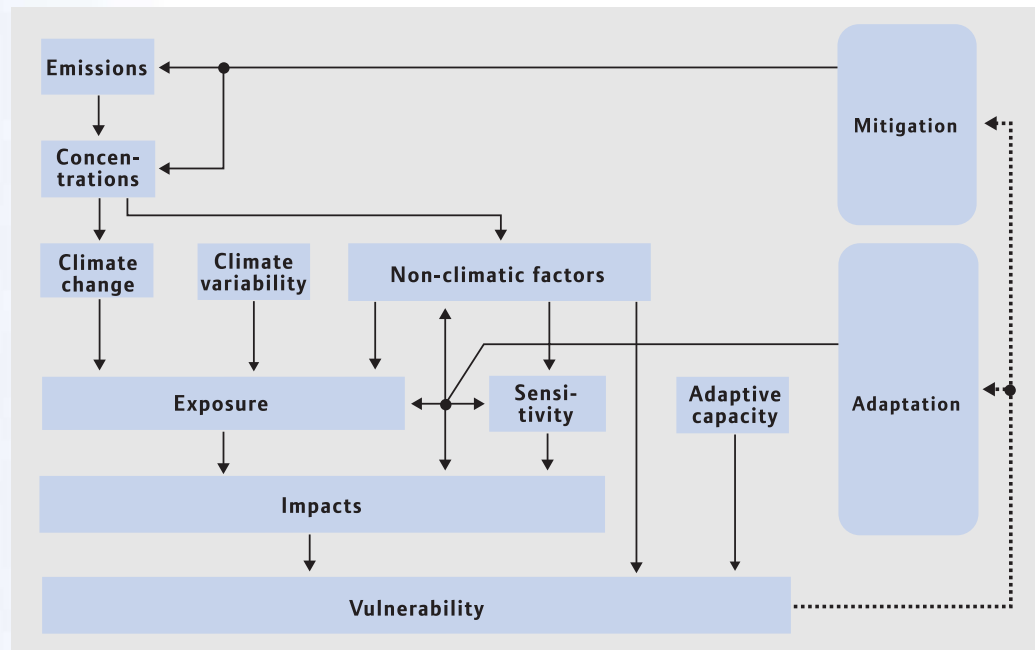 Emissions
Mitigation
Concen-
trations
Climate
change
Climate
variability
Non-climatic factors
Exposure
Sensi-
tivity
Adaptive
capacity
Adaptation
Impacts
Vulnerability